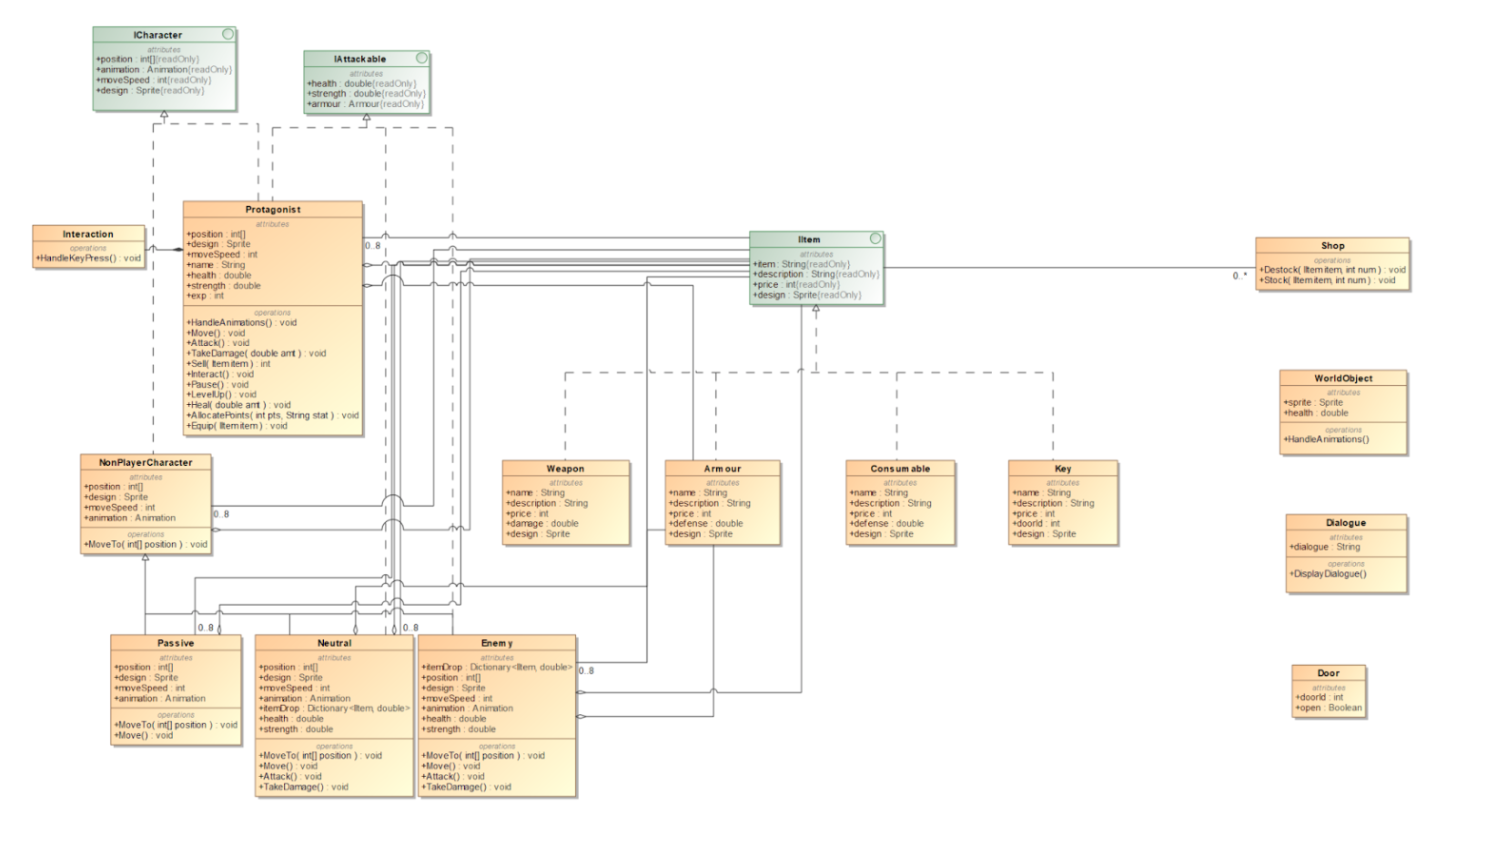 ICharacter
attributes
+position : int[]{readOnly}
+animation : Animation{readOnly}
+moveSpeed : int{readOnly}
+design : Sprite{readOnly}
IAttackable
attributes
+health : double{readOnly}
+strength : double{readOnly}
+armour : Armour{readOnly}
Interaction
operations
+HandleKeyPress() : void
Protagonist
attributes
+position : int[]
+design : Sprite
+moveSpeed : int
+name : String
+health : double
+strength : double
+exp : int
operations
+HandleAnimations() : void
+Move() : void
+Attack() : void
+TakeDamage( double amt ) : void
+Sell( IItem item ) : int
+Interact() : void
+Pause() : void
+LevelUp() : void
+Heal( double amt ) : void
+AllocatePoints( int pts, String stat ) : void
+Equip( IItem item ) : void
0..8
IItem
attributes
+item : String{readOnly}
+description : String{readOnly}
+price : int{readOnly}
+design : Sprite{readOnly}
0..*
Shop
operations
+Destock( IItem item, int num ) : void
+Stock( IItem item, int num ) : void
WorldObject
attributes
+sprite : Sprite
+health : double
operations
+HandleAnimations()
NonPlayerCharacter
attributes
+position : int[]
+design : Sprite
+moveSpeed : int
+animation : Animation
operations
+MoveTo( int[] position ) : void
0..8
Weapon
attributes
+name : String
+description : String
+price : int
+damage : double
+design : Sprite
Armour
attributes
+name : String
+description : String
+price : int
+defense : double
+design : Sprite
Consumable
attributes
+name : String
+description : String
+price : int
+defense : double
+design : Sprite
Key
attributes
+name : String
+description : String
+price : int
+doorId : int
+design : Sprite
Dialogue
attributes
+dialogue : String
operations
+DisplayDialogue()
0..8
0..8
Passive
attributes
+position : int[]
+design : Sprite
+moveSpeed : int
+animation : Animation
operations
+MoveTo( int[] position ) : void
+Move() : void
Neutral
attributes
+position : int[]
+design : Sprite
+moveSpeed : int
+animation : Animation
+itemDrop : Dictionary<IItem, double>
+health : double
+strength : double
operations
+MoveTo( int[] position ) : void
+Move() : void
+Attack() : void
+TakeDamage() : void
Enemy
attributes
+itemDrop : Dictionary<IItem, double>
+position : int[]
+design : Sprite
+moveSpeed : int
+animation : Animation
+health : double
+strength : double
operations
+MoveTo( int[] position ) : void
+Move() : void
+Attack() : void
+TakeDamage() : void
0..8
Door
attributes
+doorId : int
+open : Boolean